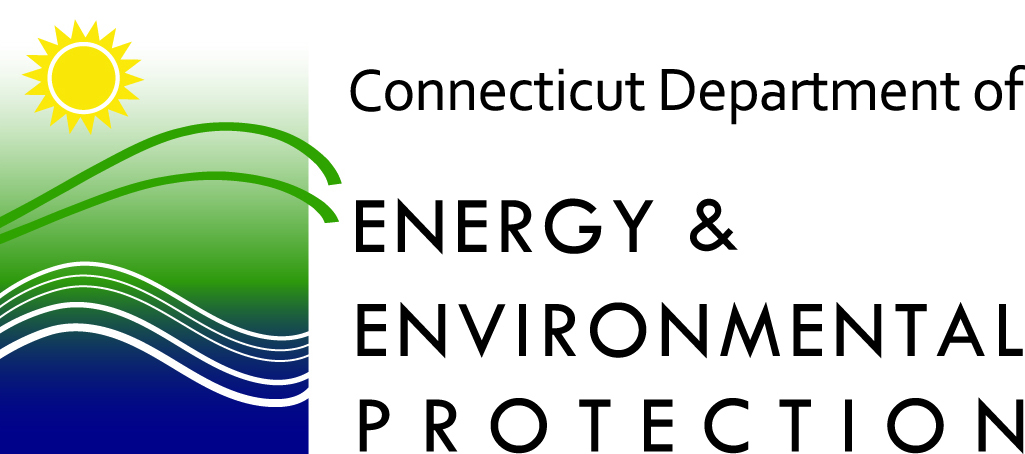 Connecticut Department of
ENERGY &
ENVIRONMENTAL
PROTECTION